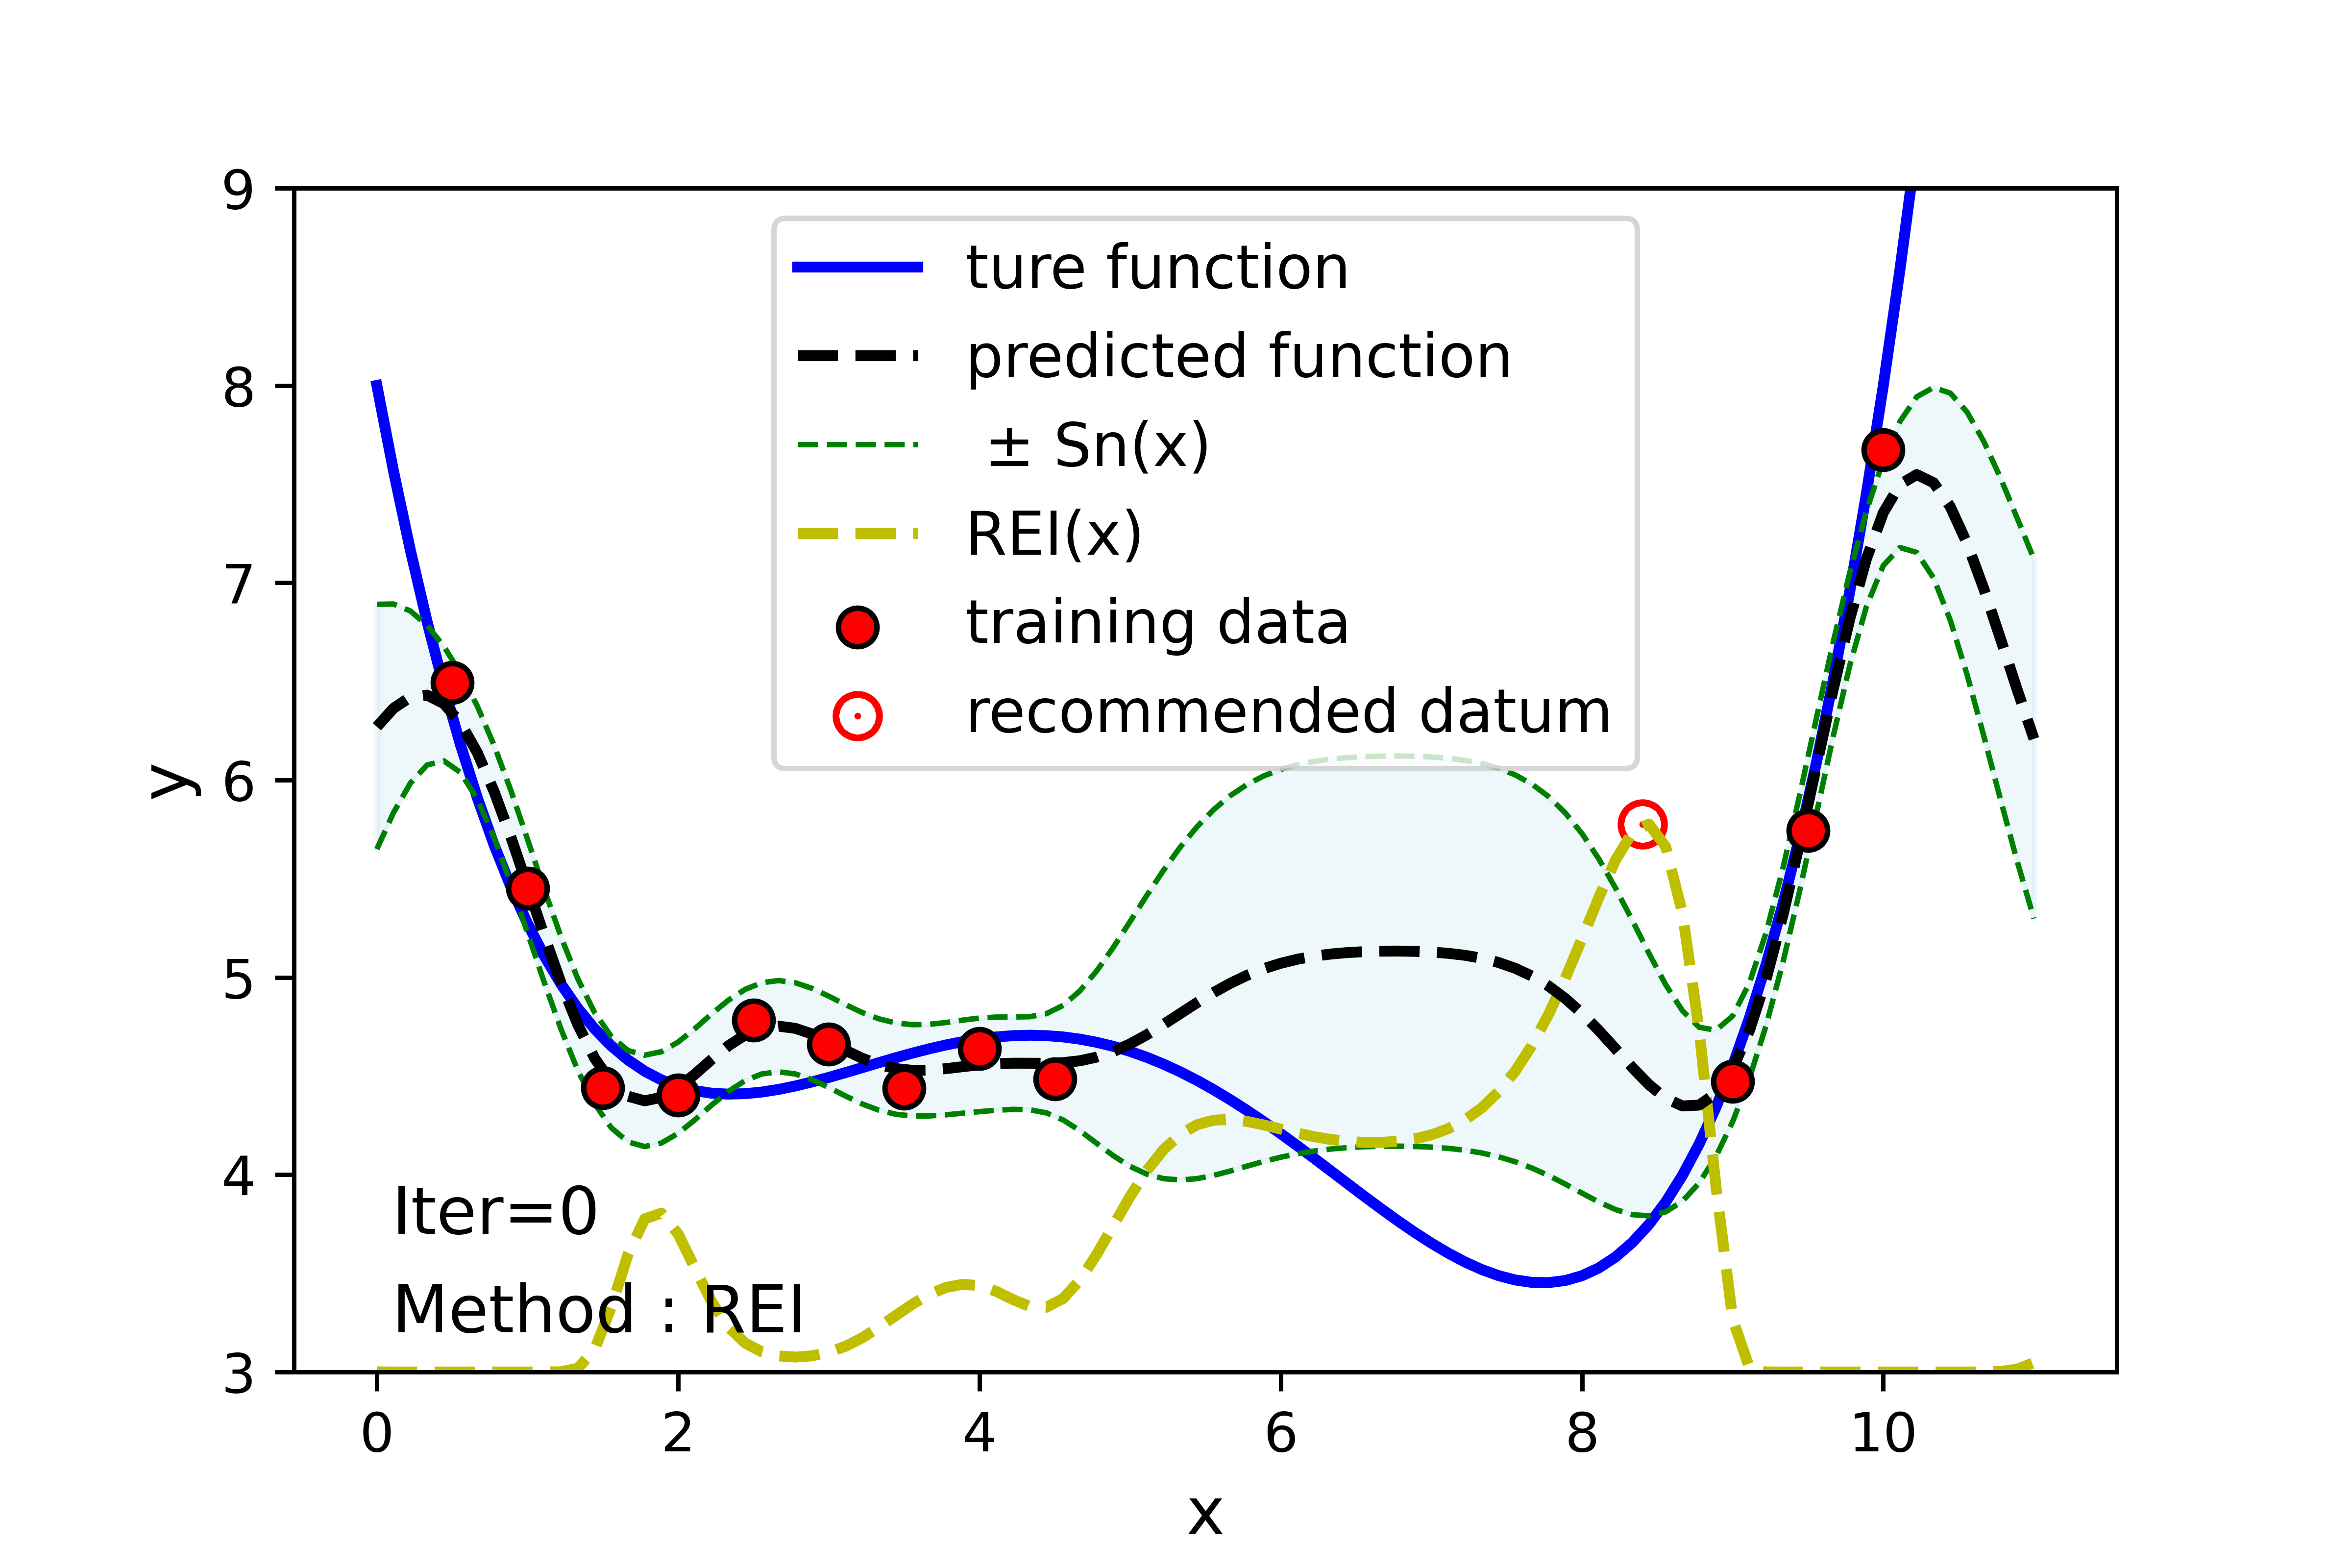 ture function
predicted function
± Sn(x)
REI(x)
training data
recommended datum
9
8
7
6
5
4
3
y
Iter=0
Method : REI
0 2 4 6 8 10
x